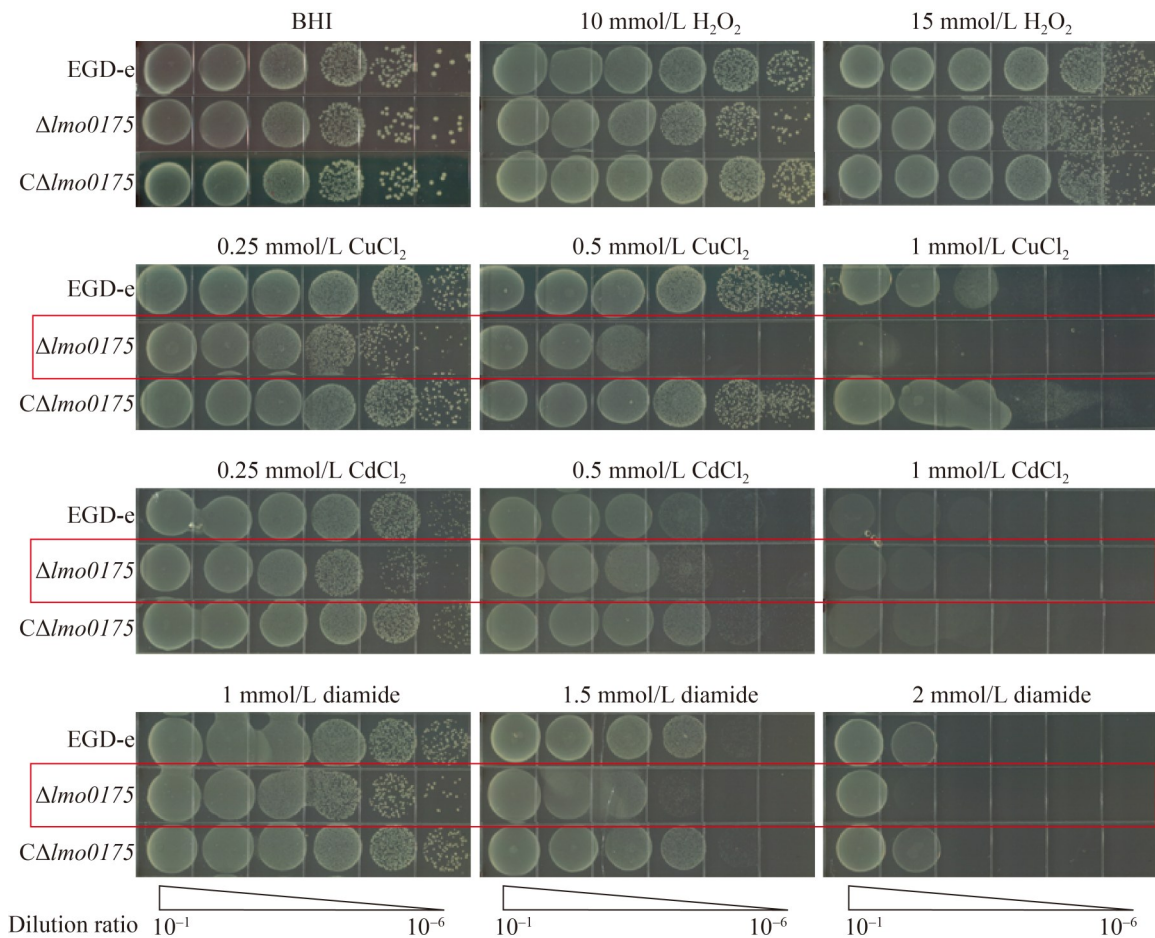 BHI 10 mmol/L H₂O₂ 15 mmol/L H₂O₂
EGD-e
Δlmo0175
CΔlmo0175
0.25 mmol/L CuCl₂ 0.5 mmol/L CuCl₂ 1 mmol/L CuCl₂
EGD-e
Δlmo0175
CΔlmo0175
0.25 mmol/L CdCl₂ 0.5 mmol/L CdCl₂ 1 mmol/L CdCl₂
EGD-e
Δlmo0175
CΔlmo0175
1 mmol/L diamide 1.5 mmol/L diamide 2 mmol/L diamide
EGD-e
Δlmo0175
CΔlmo0175
Dilution ratio 10⁻¹ 10⁻⁶ 10⁻¹ 10⁻⁶ 10⁻¹ 10⁻⁶